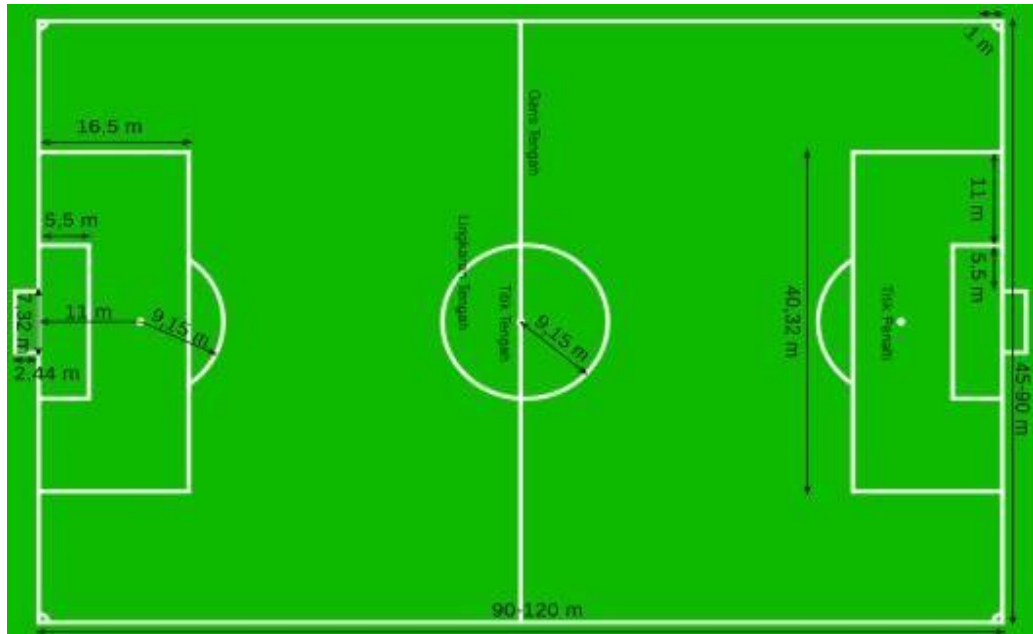 1 m
Garis Tengah
16,5 m
11 m
5,5 m
Lingkaran Tengah
5,5 m
Titik Tengah
Titik Penalti
40,32 m
7,32 m
11 m
9,15 m
9,15 m
2,44 m
45-90 m
90-120 m